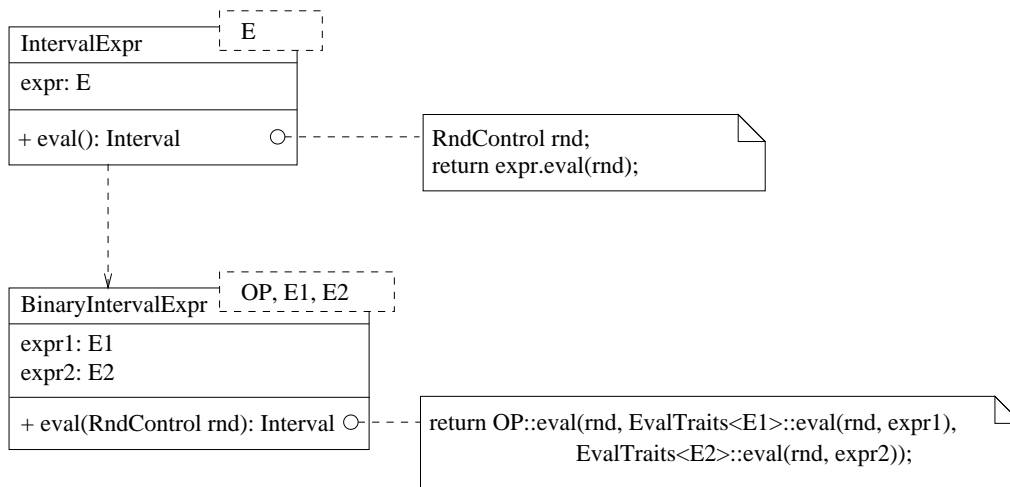 E
IntervalExpr
expr: E
+ eval(): Interval
RndControl rnd;
return expr.eval(rnd);
OP, E1, E2
BinaryIntervalExpr
expr1: E1
expr2: E2
+ eval(RndControl rnd): Interval
return OP::eval(rnd, EvalTraits<E1>::eval(rnd, expr1),
EvalTraits<E2>::eval(rnd, expr2));